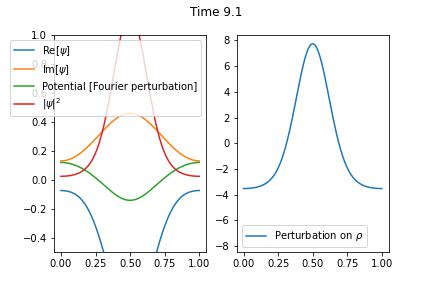 Time 9.1
1.0
0.8
0.6
0.4
0.2
0.0
−0.2
−0.4
Re[ψ]
Im[ψ]
Potential [Fourier perturbation]
|ψ|²
0.00 0.25 0.50 0.75 1.00
8
6
4
2
0
−2
−4
−6
−8
Perturbation on ρ
0.00 0.25 0.50 0.75 1.00